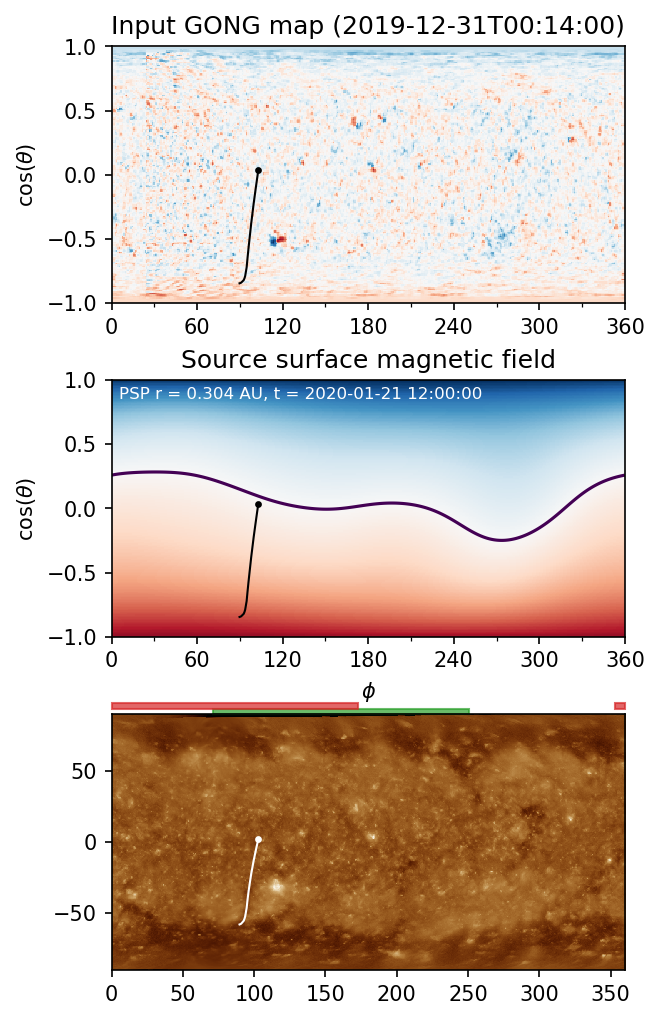 Input GONG map (2019-12-31T00:14:00)
1.0
0.5
0.0
−0.5
−1.0
cos(θ)
0 60 120 180 240 300 360
Source surface magnetic field
PSP r = 0.304 AU, t = 2020-01-21 12:00:00
1.0
0.5
0.0
−0.5
−1.0
cos(θ)
0 60 120 180 240 300 360
ϕ
50
0
−50
0 50 100 150 200 250 300 350